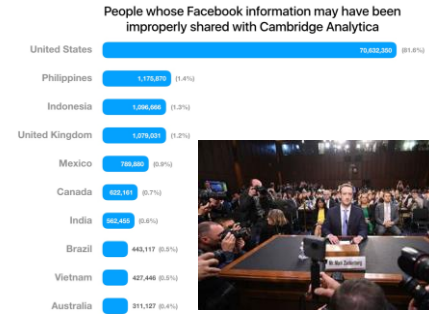 People whose Facebook information may have been
improperly shared with Cambridge Analytica
United States 70,632,350 (81.6%)
Philippines 1,175,870 (1.4%)
Indonesia 1,096,666 (1.3%)
United Kingdom 1,079,031 (1.2%)
Mexico 789,880 (0.9%)
Canada 622,161 (0.7%)
India 562,455 (0.6%)
Brazil 443,117 (0.5%)
Vietnam 427,446 (0.5%)
Australia 311,127 (0.4%)
Mr. Mark Zuckerberg